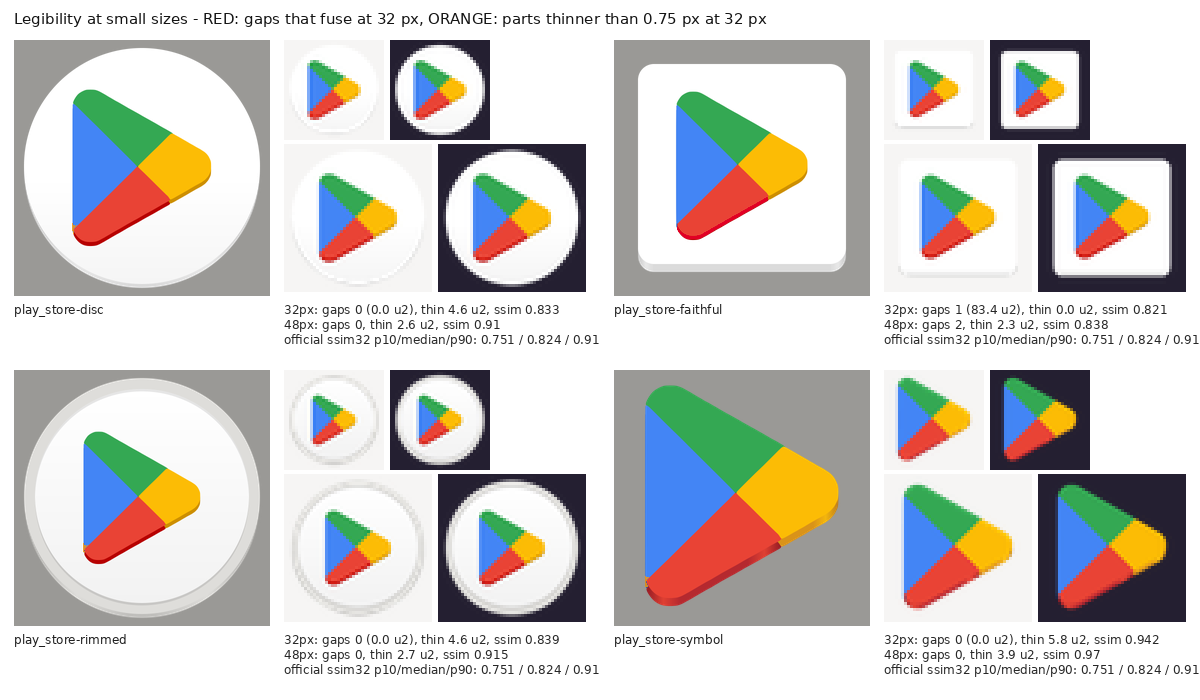 Legibility at small sizes - RED: gaps that fuse at 32 px, ORANGE: parts thinner than 0.75 px at 32 px
play_store-disc
32px: gaps 0 (0.0 u2), thin 4.6 u2, ssim 0.833
48px: gaps 0, thin 2.6 u2, ssim 0.91
official ssim32 p10/median/p90: 0.751 / 0.824 / 0.91
play_store-faithful
32px: gaps 1 (83.4 u2), thin 0.0 u2, ssim 0.821
48px: gaps 2, thin 2.3 u2, ssim 0.838
official ssim32 p10/median/p90: 0.751 / 0.824 / 0.91
play_store-rimmed
32px: gaps 0 (0.0 u2), thin 4.6 u2, ssim 0.839
48px: gaps 0, thin 2.7 u2, ssim 0.915
official ssim32 p10/median/p90: 0.751 / 0.824 / 0.91
play_store-symbol
32px: gaps 0 (0.0 u2), thin 5.8 u2, ssim 0.942
48px: gaps 0, thin 3.9 u2, ssim 0.97
official ssim32 p10/median/p90: 0.751 / 0.824 / 0.91